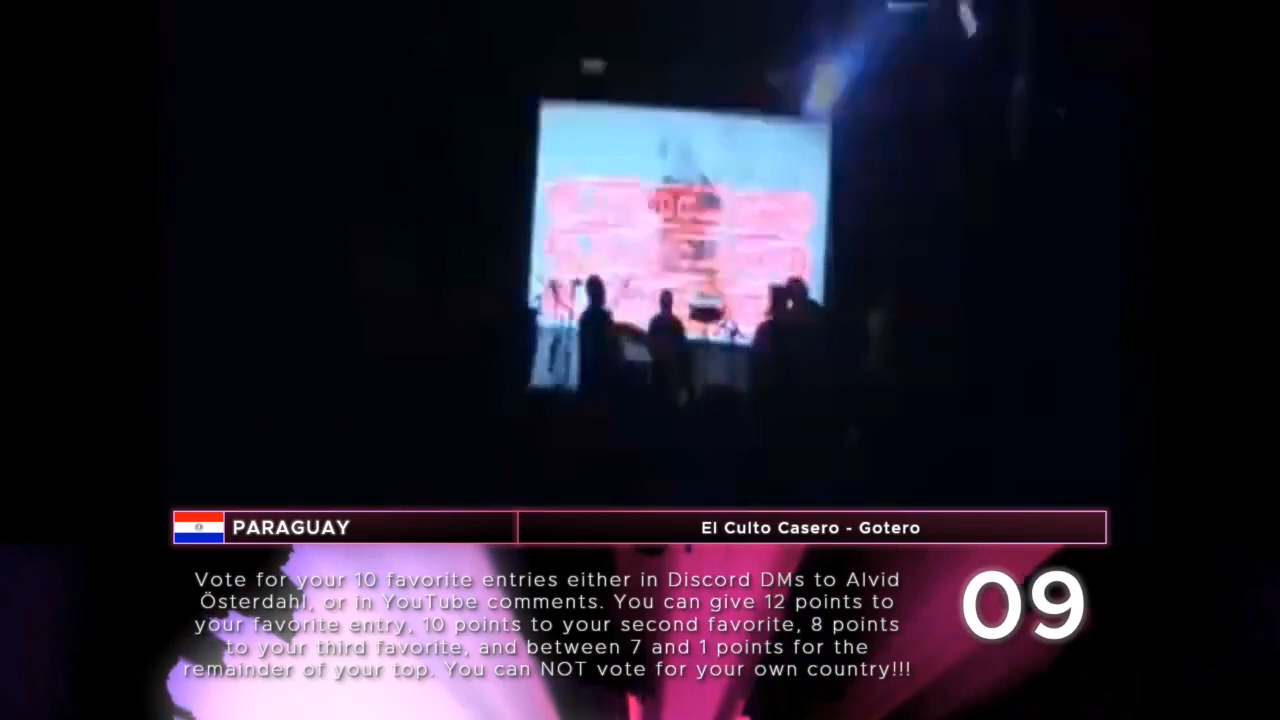 PARAGUAY
El Culto Casero - Gotero
Vote for your 10 favorite entries either in Discord DMs to Alvid
Österdahl, or in YouTube comments. You can give 12 points to
your favorite entry, 10 points to your second favorite, 8 points
to your third favorite, and between 7 and 1 points for the
remainder of your top. You can NOT vote for your own country!!!
09